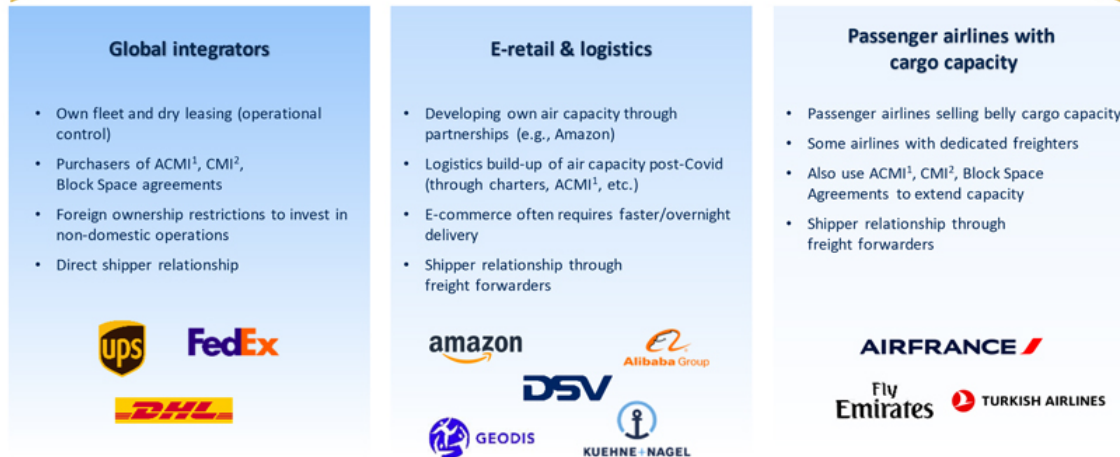 Global integrators
• Own fleet and dry leasing (operational
control)
• Purchasers of ACMI¹, CMI²,
Block Space agreements
• Foreign ownership restrictions to invest in
non-domestic operations
• Direct shipper relationship
ups
FedEx
DHL
E-retail & logistics
• Developing own air capacity through
partnerships (e.g., Amazon)
• Logistics build-up of air capacity post-Covid
(through charters, ACMI¹, etc.)
• E-commerce often requires faster/overnight
delivery
• Shipper relationship through
freight forwarders
amazon
Alibaba Group
DSV
GEODIS
KUEHNE+NAGEL
Passenger airlines with
cargo capacity
• Passenger airlines selling belly cargo capacity
• Some airlines with dedicated freighters
• Also use ACMI¹, CMI², Block Space
Agreements to extend capacity
• Shipper relationship through
freight forwarders
AIRFRANCE
Fly
Emirates
TURKISH AIRLINES